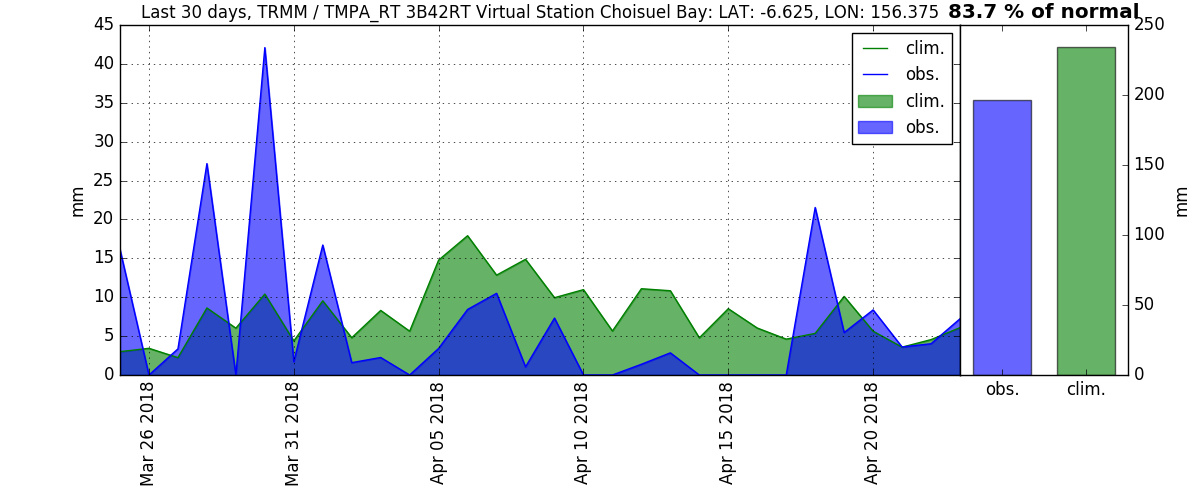 Last 30 days, TRMM / TMPA_RT 3B42RT Virtual Station Choisuel Bay: LAT: -6.625, LON: 156.375
83.7 % of normal
45
40
35
30
25
20
15
10
5
0
mm
clim.
obs.
clim.
obs.
Mar 26 2018
Mar 31 2018
Apr 05 2018
Apr 10 2018
Apr 15 2018
Apr 20 2018
250
200
150
100
50
0
mm
obs.
clim.